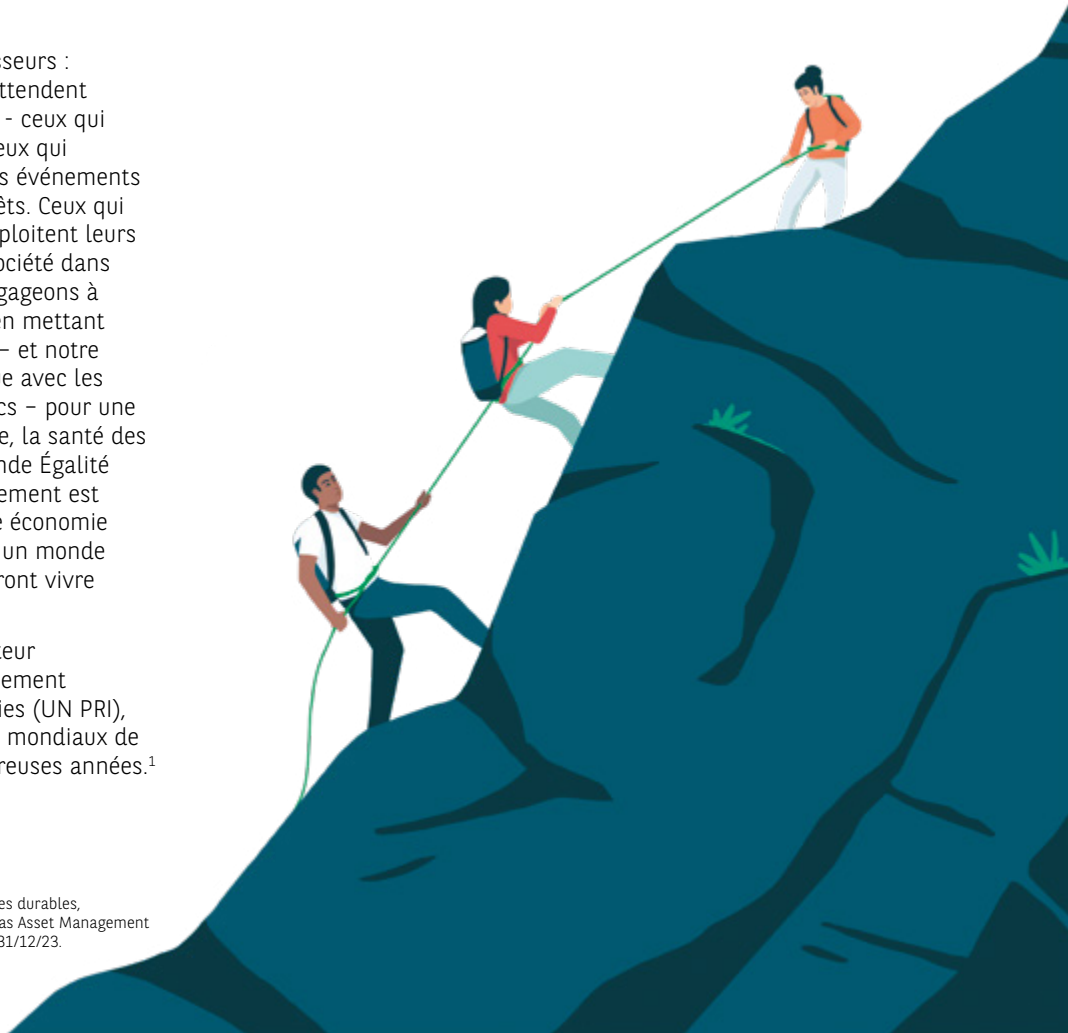 sseurs :
ttendent
- ceux qui
eux qui
s événements
êts. Ceux qui
ploitent leurs
ociété dans
gageons à
en mettant
– et notre
e avec les
cs – pour une
e, la santé des
nde Égalité
ement est
e économie
un monde
ront vivre
teur
ement
ies (UN PRI),
mondiaux de
reuses années.¹
es durables,
as Asset Management
31/12/23.